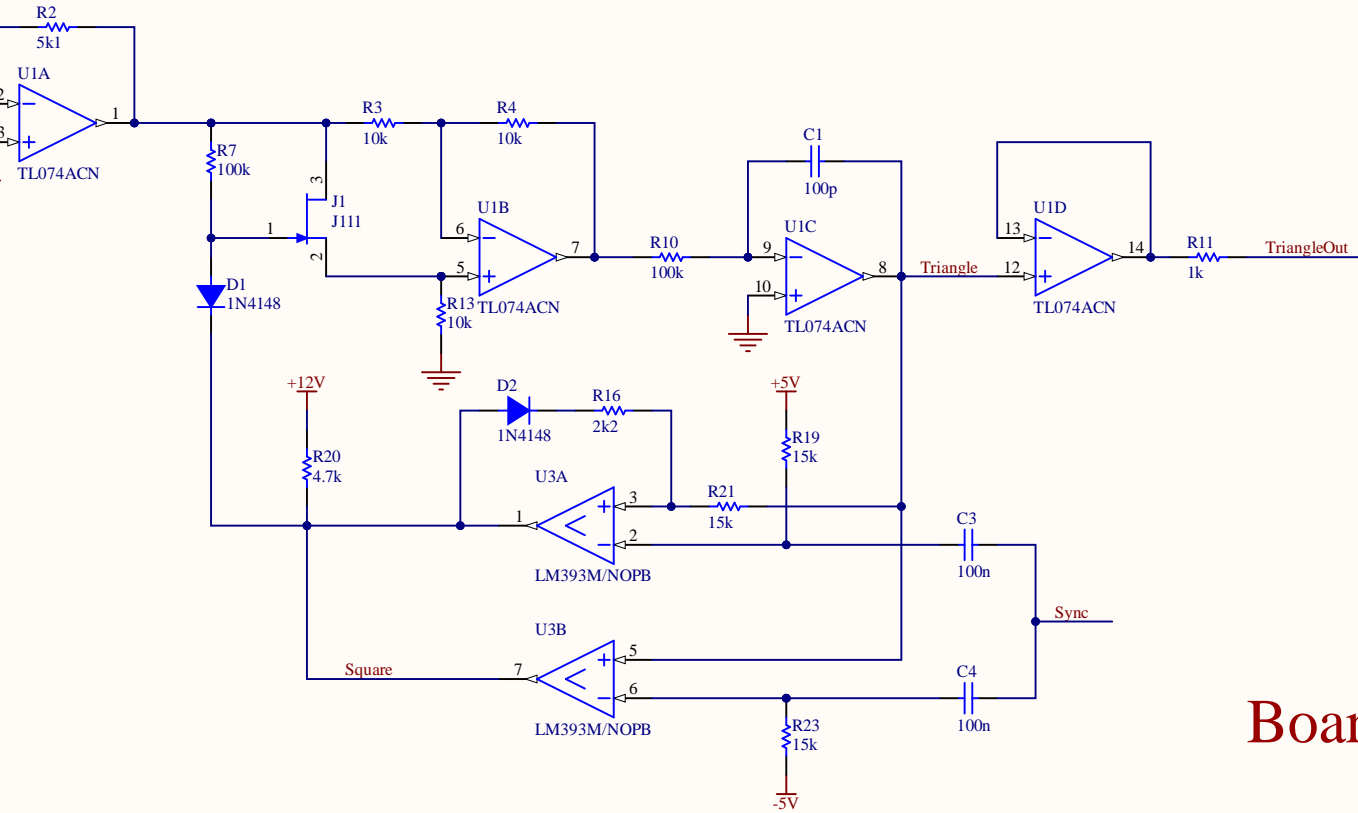 R2
5k1
U1A
2
1
3
TL074ACN
R3
10k
R4
10k
R7
100k
3
J1
J111
1
2
D1
1N4148
U1B
6
7
5
TL074ACN
R13
10k
R10
100k
C1
100p
U1C
9
8
10
TL074ACN
Triangle
U1D
13
14
12
TL074ACN
R11
1k
TriangleOut
+12V
R20
4.7k
D2
1N4148
R16
2k2
+5V
R19
15k
U3A
3
1
2
LM393M/NOPB
R21
15k
C3
100n
Sync
U3B
5
7
6
LM393M/NOPB
Square
C4
100n
R23
15k
-5V
Boar